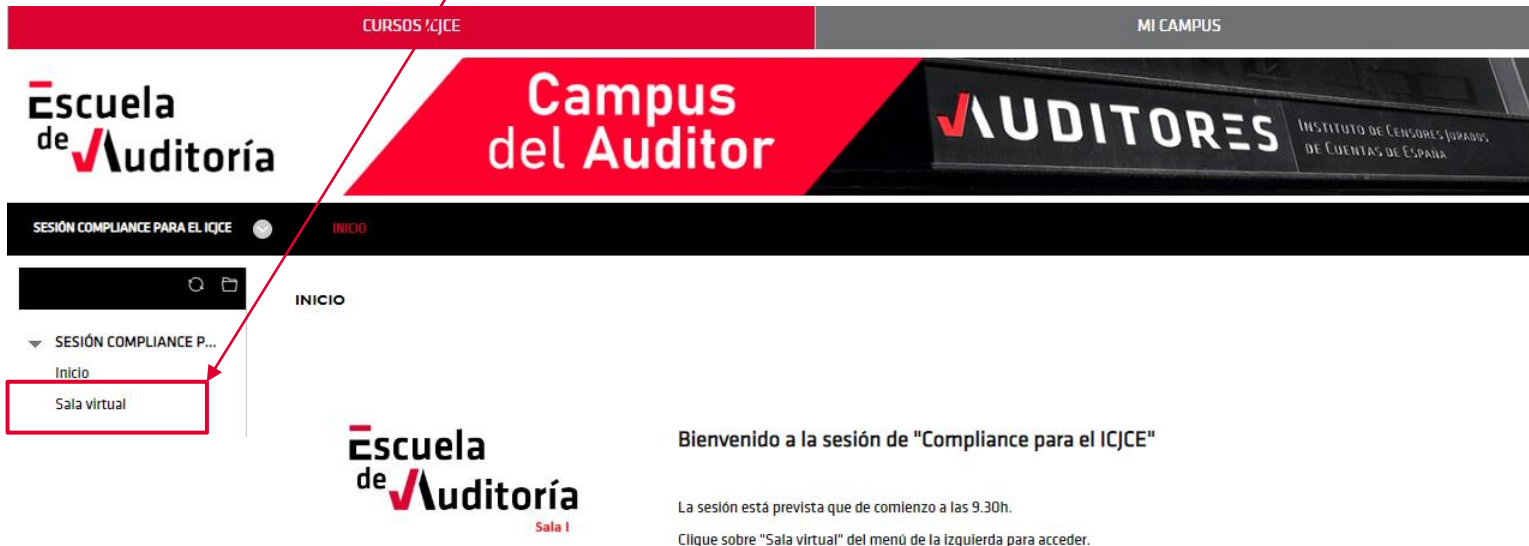 CURSOS ICJCE
MI CAMPUS
Escuela
de Auditoría
Campus
del Auditor
AUDITORES
INSTITUTO DE CENSORES JURADOS
DE CUENTAS DE ESPAÑA
SESIÓN COMPLIANCE PARA EL ICJCE
INICIO
INICIO
SESIÓN COMPLIANCE P...
Inicio
Sala virtual
Escuela
de Auditoría
Sala I
Bienvenido a la sesión de "Compliance para el ICJCE"
La sesión está prevista que de comienzo a las 9.30h.
Clique sobre "Sala virtual" del menú de la izquierda para acceder.